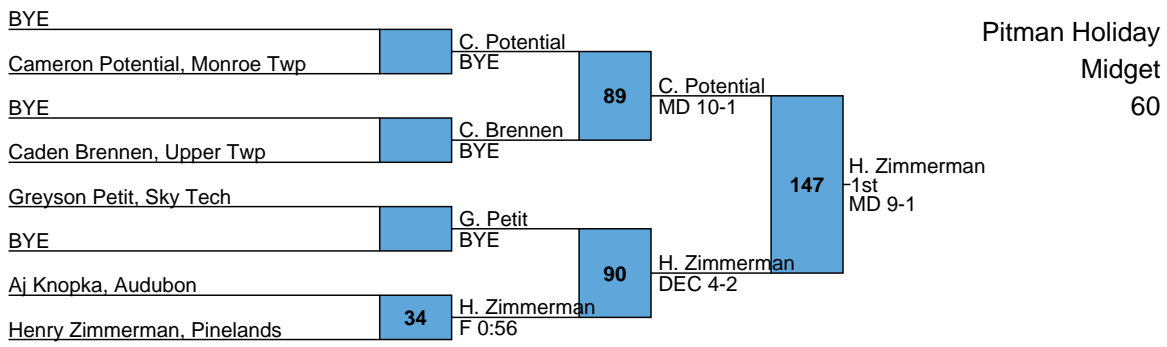 BYE
Cameron Potential, Monroe Twp
BYE
Caden Brennen, Upper Twp
Greyson Petit, Sky Tech
BYE
Aj Knopka, Audubon
Henry Zimmerman, Pinelands
34
C. Potential
BYE
C. Brennen
BYE
G. Petit
BYE
H. Zimmerman
F 0:56
89
90
C. Potential
MD 10-1
H. Zimmerman
DEC 4-2
147
H. Zimmerman
1st
MD 9-1
Pitman Holiday
Midget
60